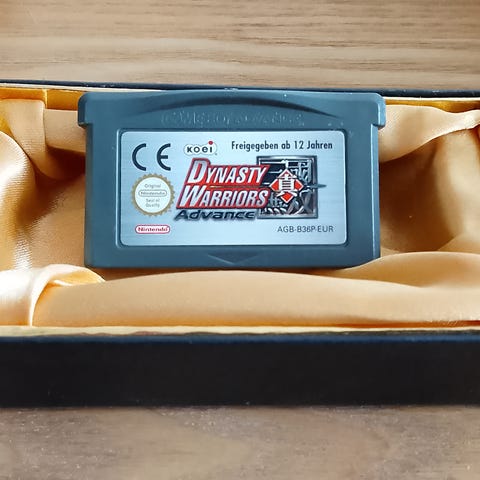 GAME BOY ADVANCE
CE
KOEI
Freigegeben ab 12 Jahren
Original
Nintendo
Seal of
Quality
DYNASTY
WARRIORS
Advance
真
Nintendo
AGB-B36P-EUR